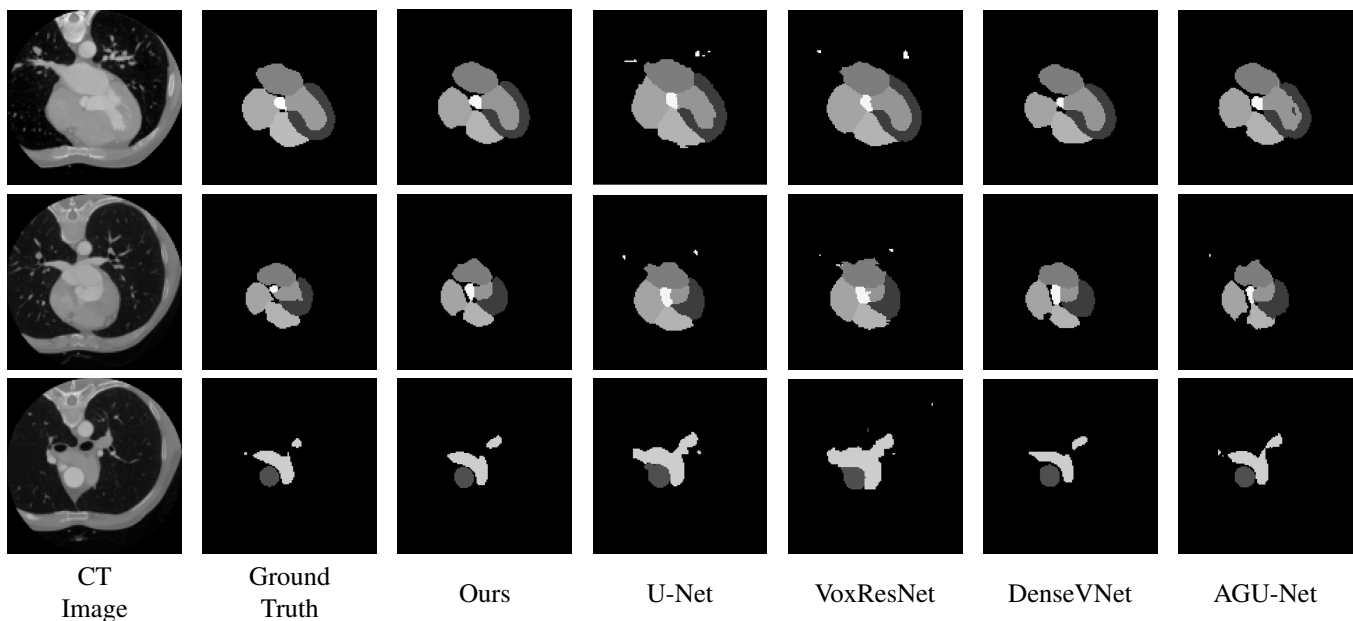 CT Image
Ground Truth
Ours
U-Net
VoxResNet
DenseVNet
AGU-Net